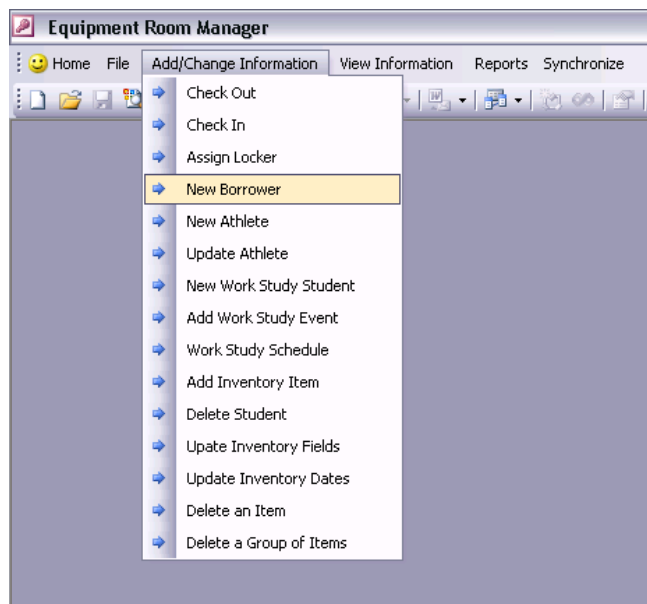 Equipment Room Manager
Home File Add/Change Information View Information Reports Synchronize
Check Out
Check In
Assign Locker
New Borrower
New Athlete
Update Athlete
New Work Study Student
Add Work Study Event
Work Study Schedule
Add Inventory Item
Delete Student
Upate Inventory Fields
Update Inventory Dates
Delete an Item
Delete a Group of Items